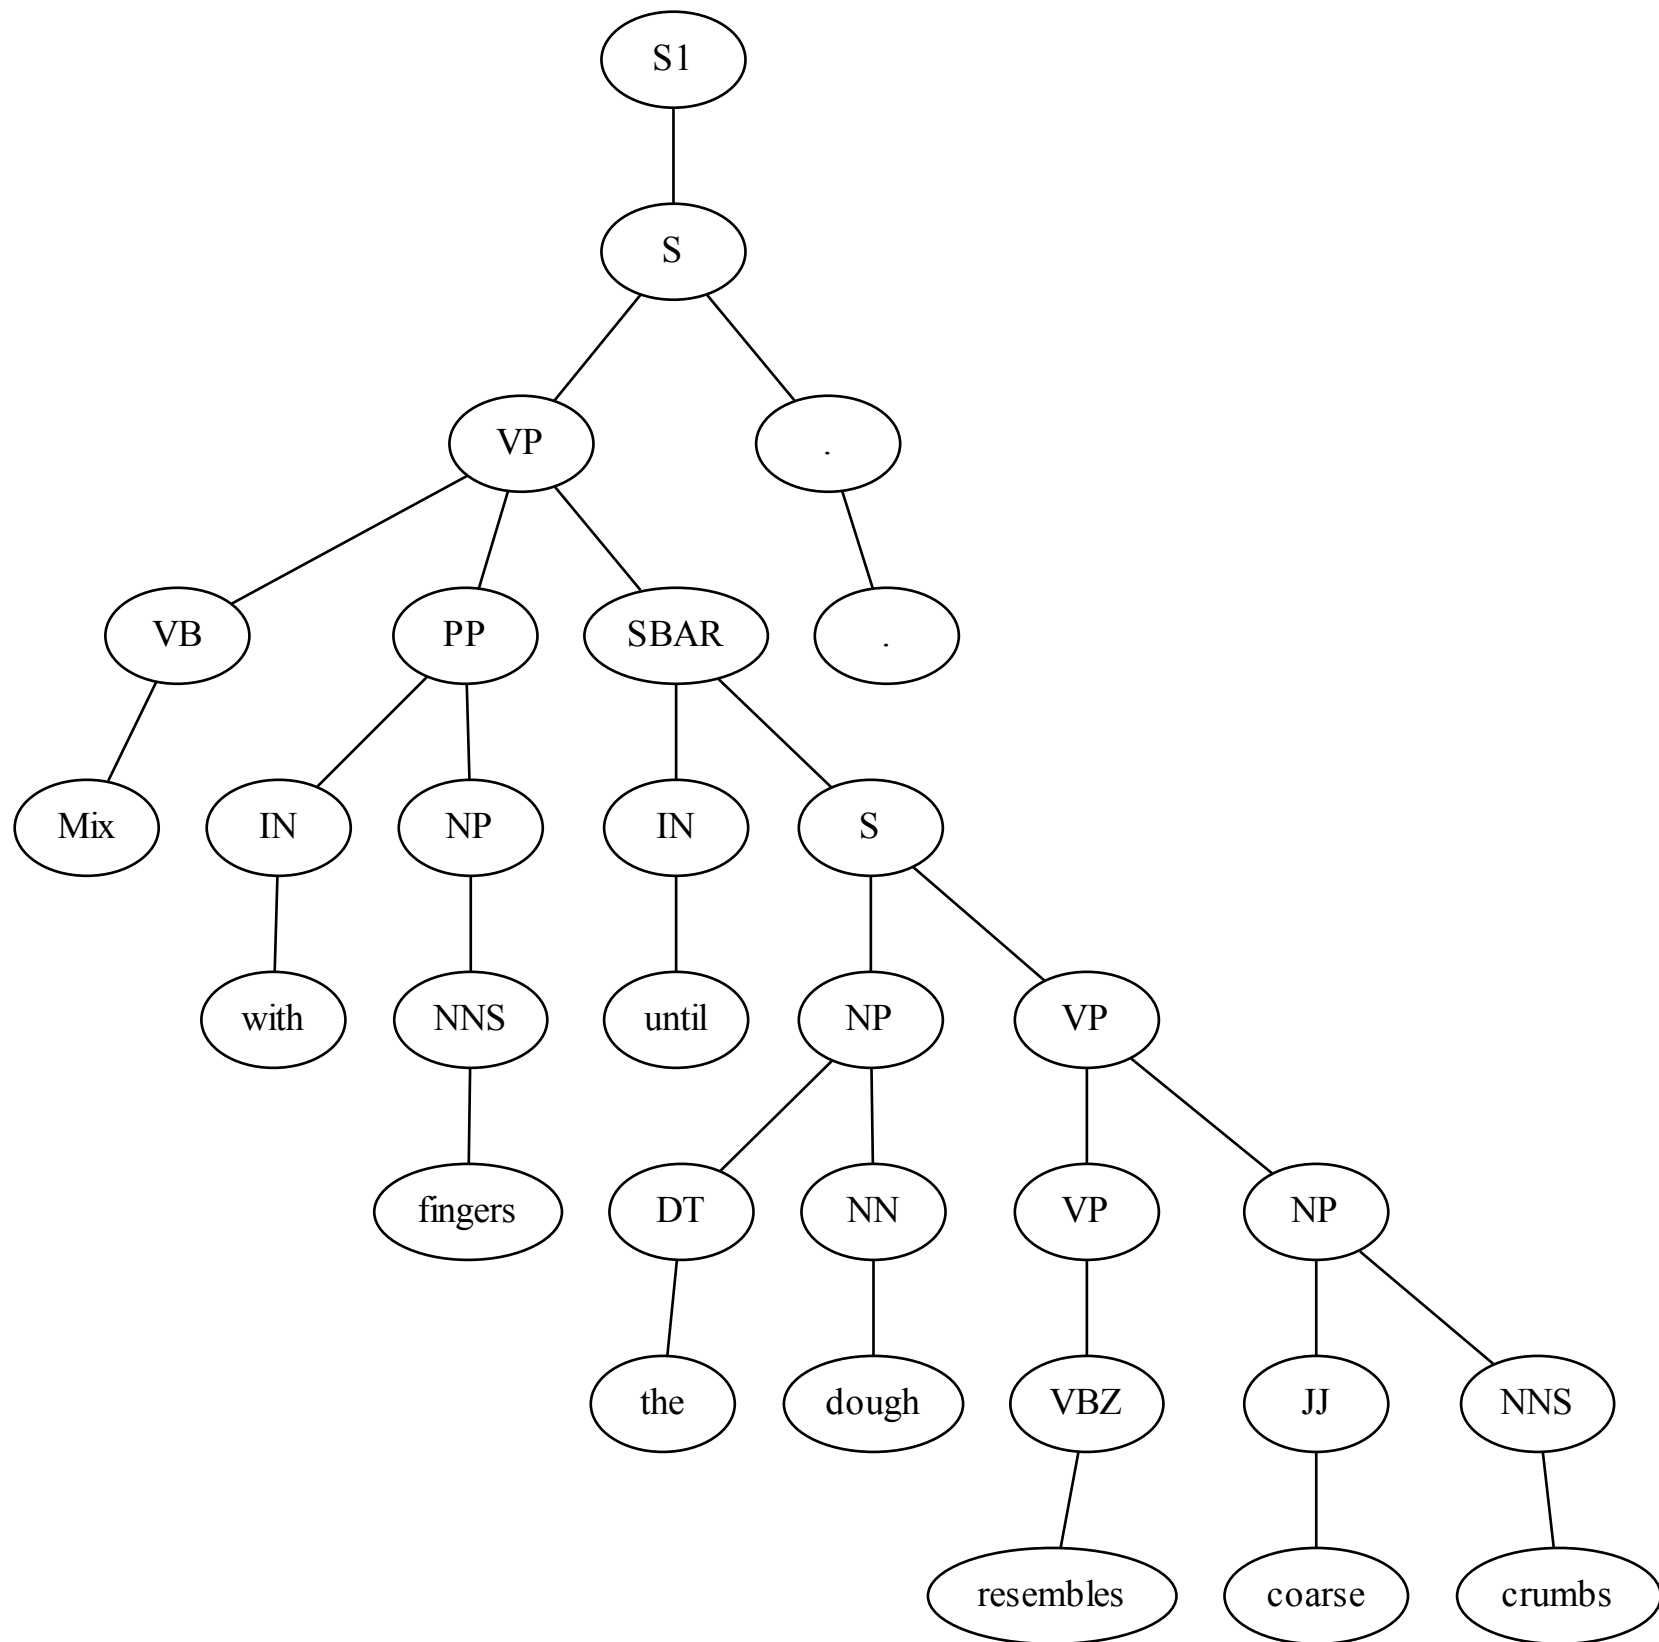 S1
S
VP .
VB PP SBAR .
Mix IN NP IN S
with NNS until NP VP
fingers DT NN VP NP
the dough VBZ JJ NNS
resembles coarse crumbs